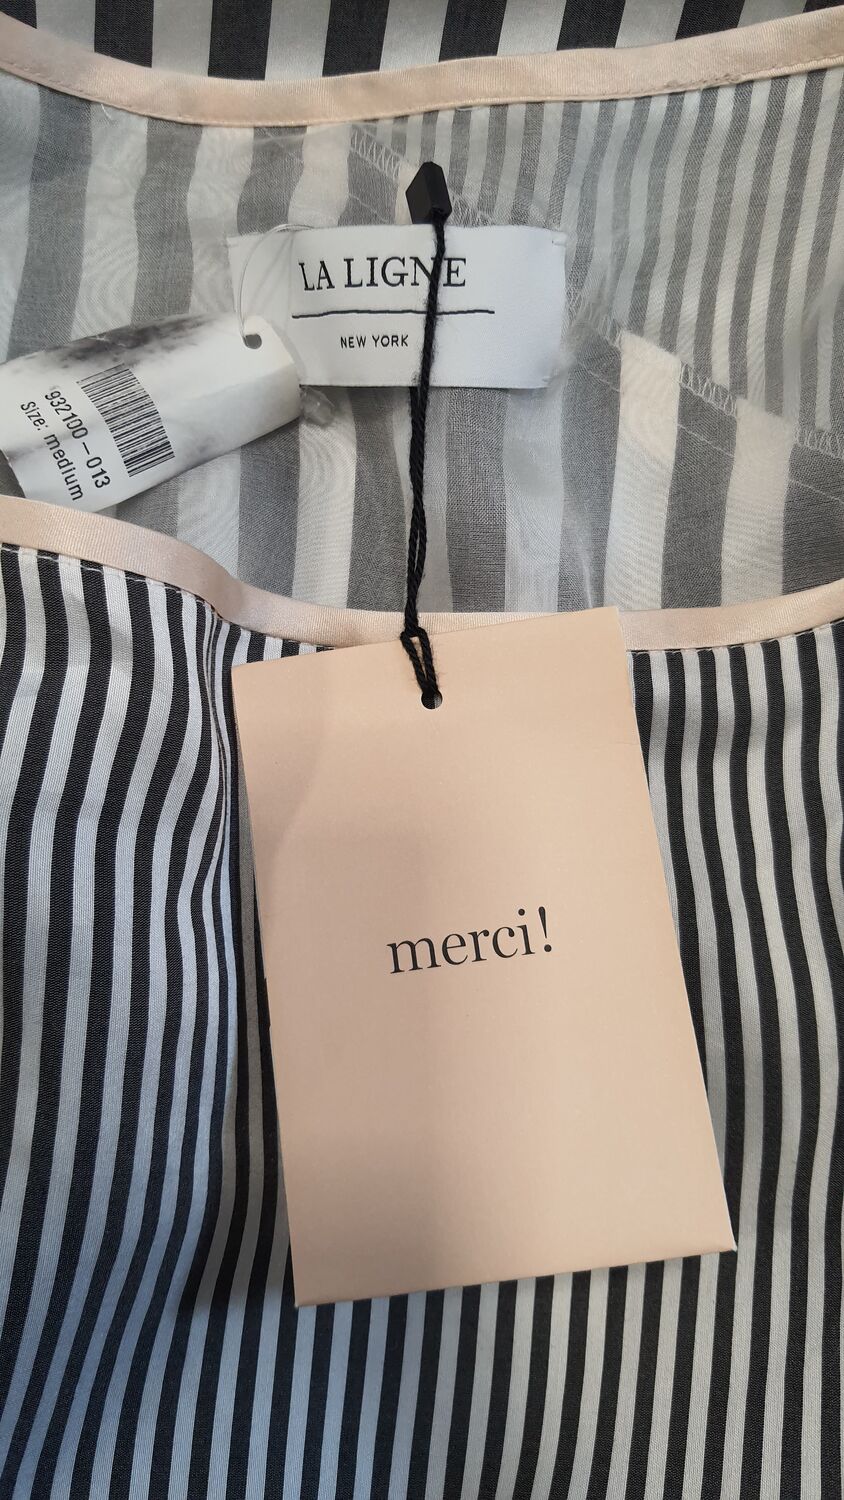 LA LIGNE
NEW YORK
932100-013
Size: medium
merci!